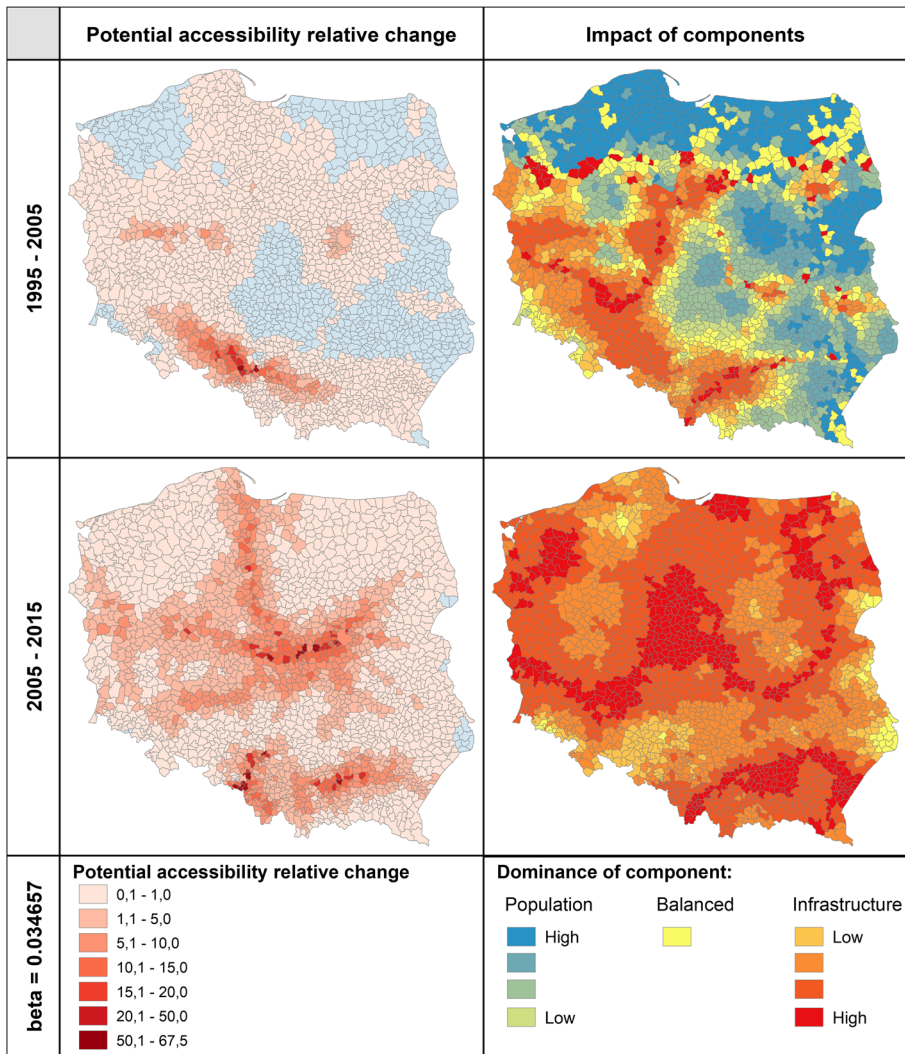 Potential accessibility relative change
Impact of components
1995 - 2005
2005 - 2015
beta = 0.034657
Potential accessibility relative change
0,1 - 1,0
1,1 - 5,0
5,1 - 10,0
10,1 - 15,0
15,1 - 20,0
20,1 - 50,0
50,1 - 67,5
Dominance of component:
Population
Balanced
Infrastructure
High
Low
Low
High